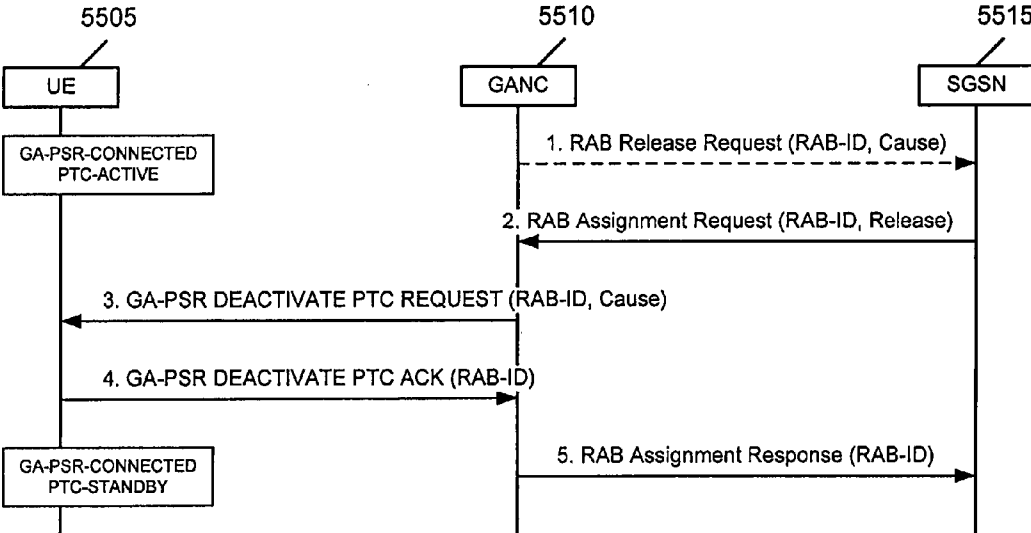 5505
5510
5515
UE
GANC
SGSN
GA-PSR-CONNECTED
PTC-ACTIVE
1. RAB Release Request (RAB-ID, Cause)
2. RAB Assignment Request (RAB-ID, Release)
3. GA-PSR DEACTIVATE PTC REQUEST (RAB-ID, Cause)
4. GA-PSR DEACTIVATE PTC ACK (RAB-ID)
GA-PSR-CONNECTED
PTC-STANDBY
5. RAB Assignment Response (RAB-ID)